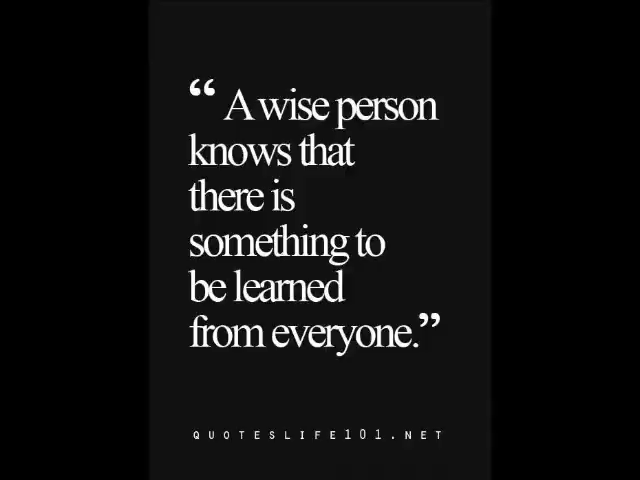 “ A wise person
knows that
there is
something to
be learned
from everyone.”
QUOTESLIFE101.NET